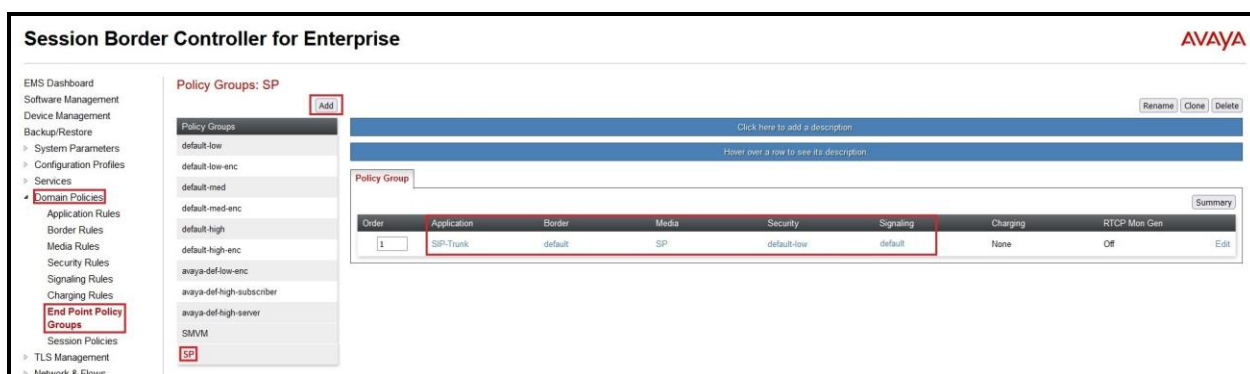 Session Border Controller for Enterprise
AVAYA
EMS Dashboard
Software Management
Device Management
Backup/Restore
System Parameters
Configuration Profiles
Services
Domain Policies
Application Rules
Border Rules
Media Rules
Security Rules
Signaling Rules
Charging Rules
End Point Policy
Groups
Session Policies
TLS Management
Network & Flows
Policy Groups: SP
Add
Rename Clone Delete
Policy Groups
default-low
default-low-enc
default-med
default-med-enc
default-high
default-high-enc
avaya-def-low-enc
avaya-def-high-subscriber
avaya-def-high-server
SMVM
SP
Click here to add a description.
Hover over a row to see its description.
Policy Group
Summary
Order Application Border Media Security Signaling Charging RTCP Mon Gen
1 SIP-Trunk default SP default-low default None Off Edit